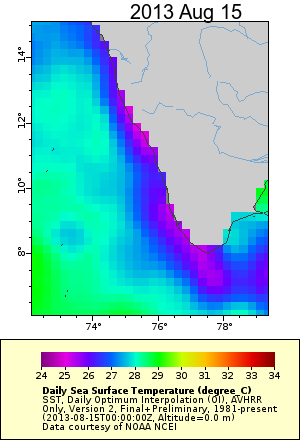 2013 Aug 15
14°
12°
10°
8°
74°
76°
78°
24 25 26 27 28 29 30 31 32 33 34
Daily Sea Surface Temperature (degree_C)
SST, Daily Optimum Interpolation (OI), AVHRR
Only, Version 2, Final+Preliminary, 1981-present
(2013-08-15T00:00:00Z, Altitude=0.0 m)
Data courtesy of NOAA NCEI